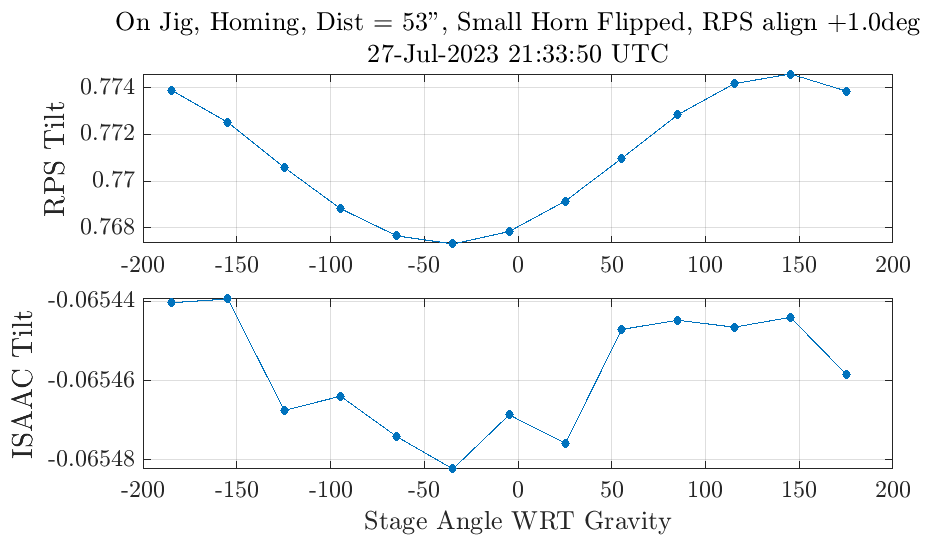 On Jig, Homing, Dist = 53”, Small Horn Flipped, RPS align +1.0deg
27-Jul-2023 21:33:50 UTC
0.774
0.772
0.77
0.768
RPS Tilt
-200 -150 -100 -50 0 50 100 150 200
-0.06544
-0.06546
-0.06548
ISAAC Tilt
-200 -150 -100 -50 0 50 100 150 200
Stage Angle WRT Gravity